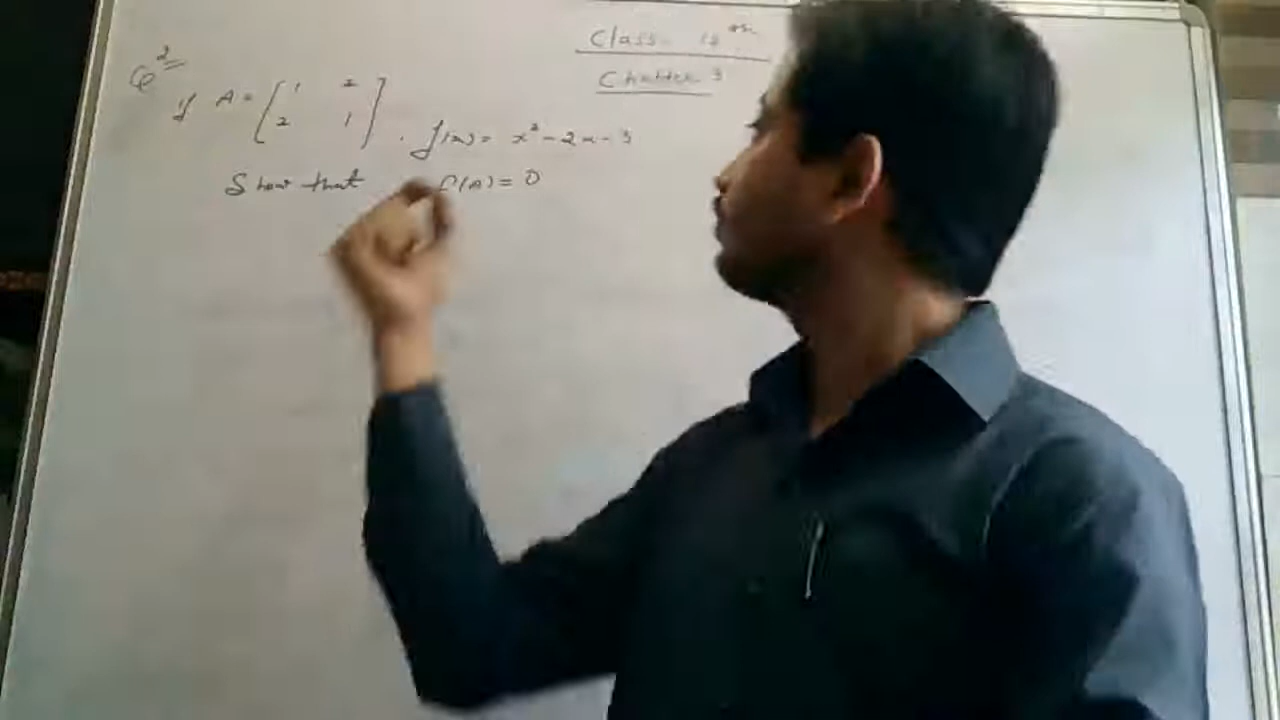 Class 12th
Chapter 3
Q2
if A = [ 1 2
2 1 ] . f(x) = x² - 2x - 3
Show that f(A) = 0